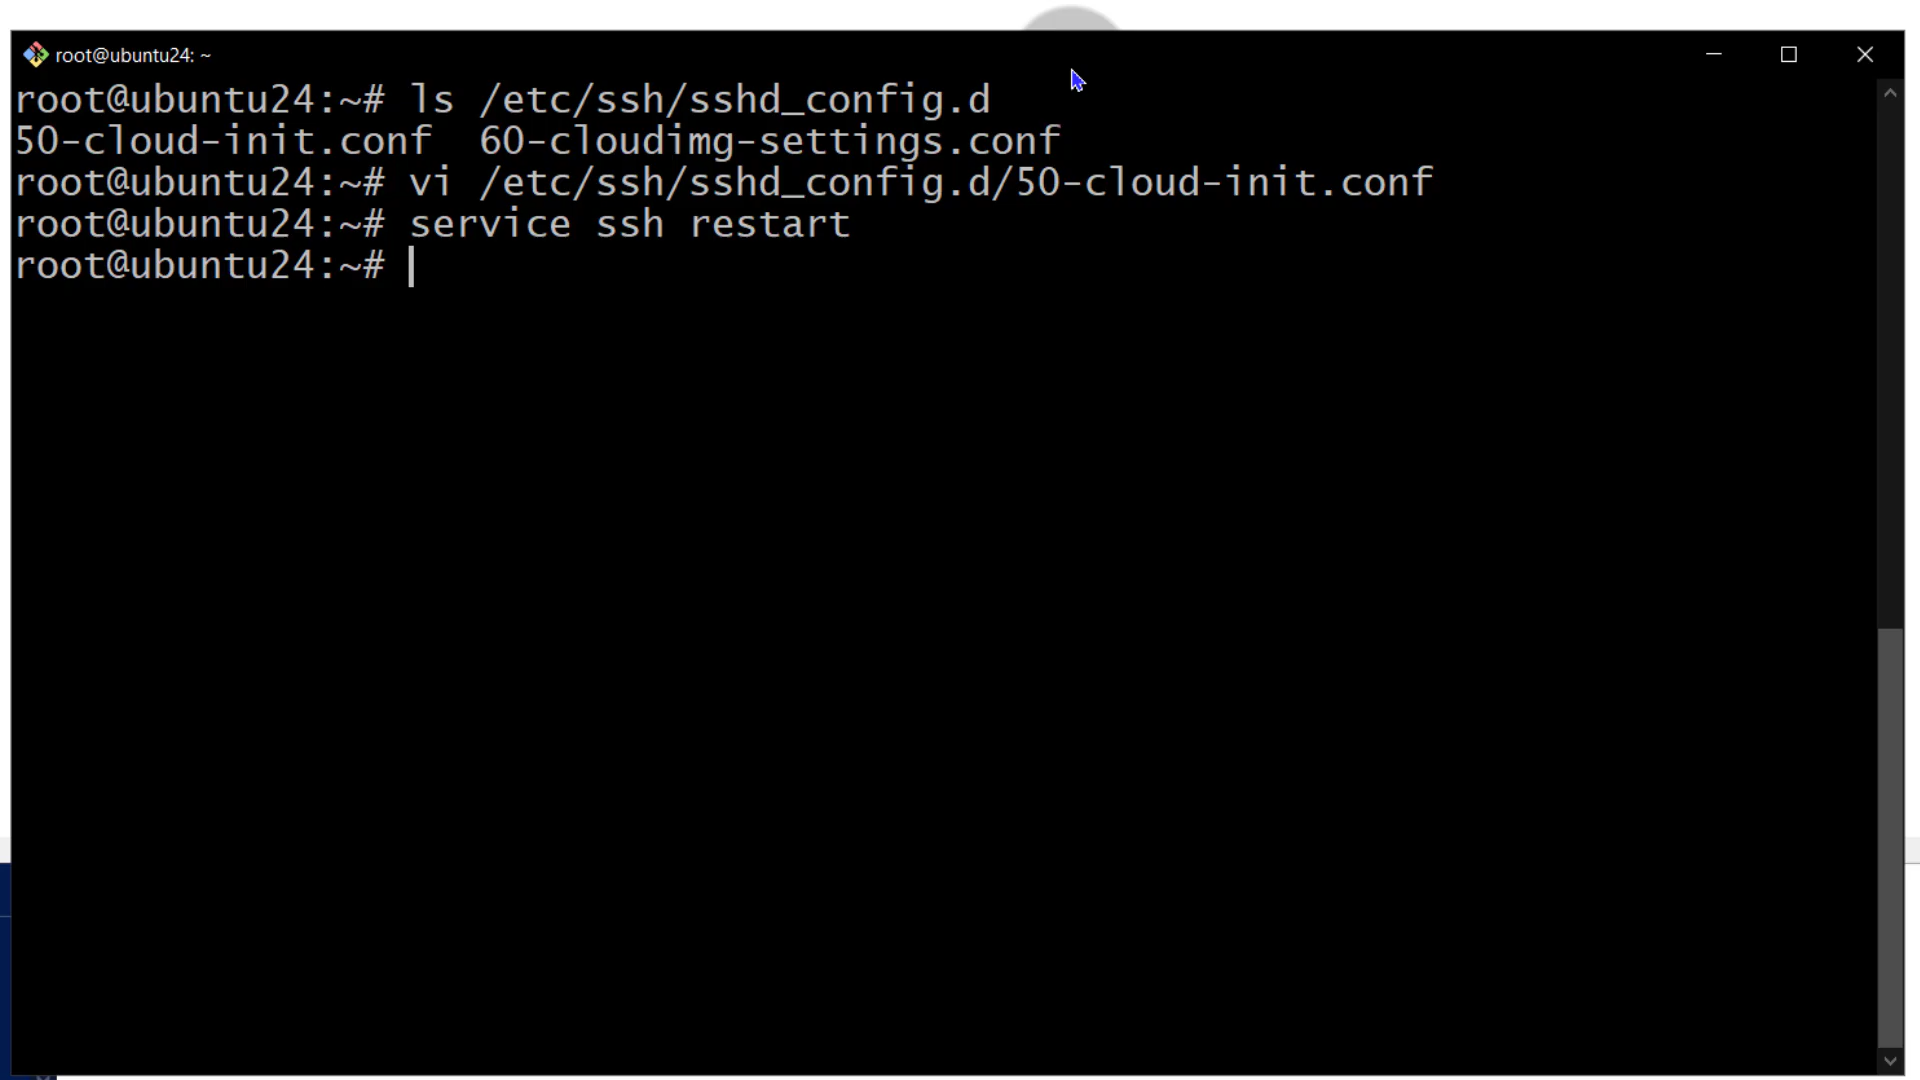 root@ubuntu24: ~
root@ubuntu24:~# ls /etc/ssh/sshd_config.d
50-cloud-init.conf  60-cloudimg-settings.conf
root@ubuntu24:~# vi /etc/ssh/sshd_config.d/50-cloud-init.conf
root@ubuntu24:~# service ssh restart
root@ubuntu24:~#